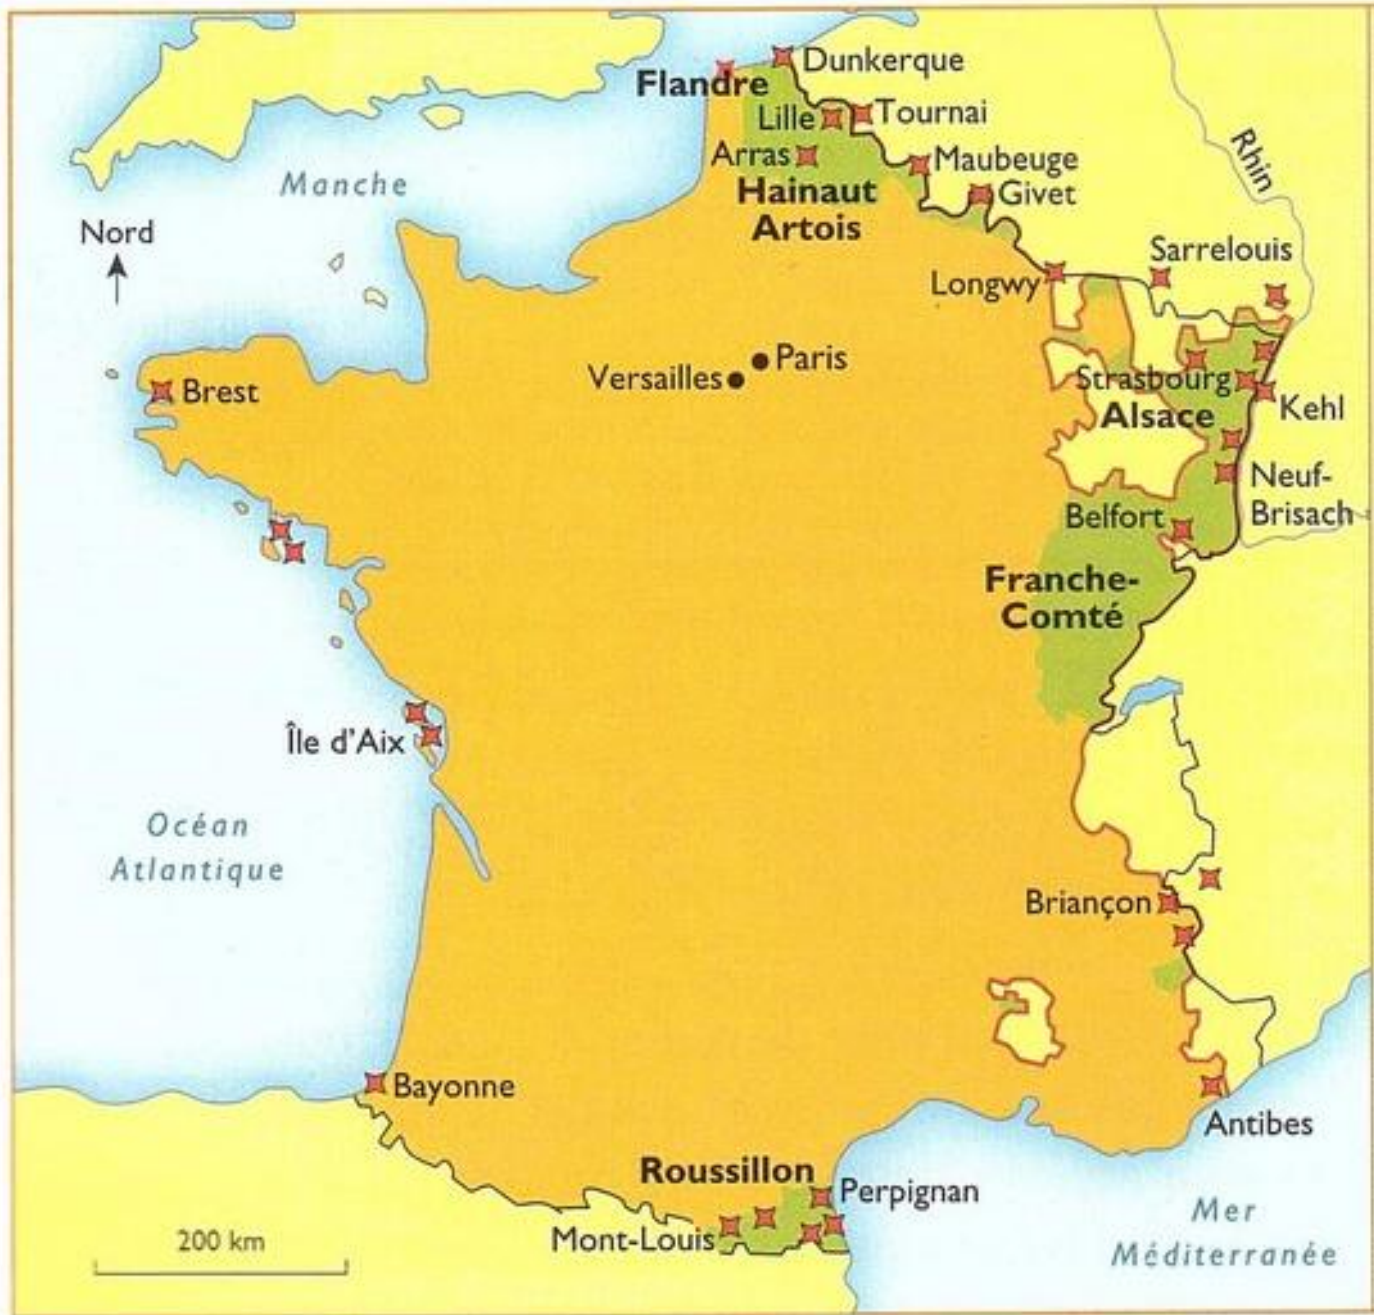 Dunkerque
Flandre
Lille
Tournai
Arras
Maubeuge
Hainaut
Artois
Givet
Rhin
Manche
Nord
Sarrelouis
Longwy
Paris
Versailles
Strasbourg
Brest
Kehl
Alsace
Neuf-
Brisach
Belfort
Franche-
Comté
Île d'Aix
Océan
Atlantique
Briançon
Bayonne
Antibes
Roussillon
Perpignan
Mont-Louis
200 km
Mer
Méditerranée